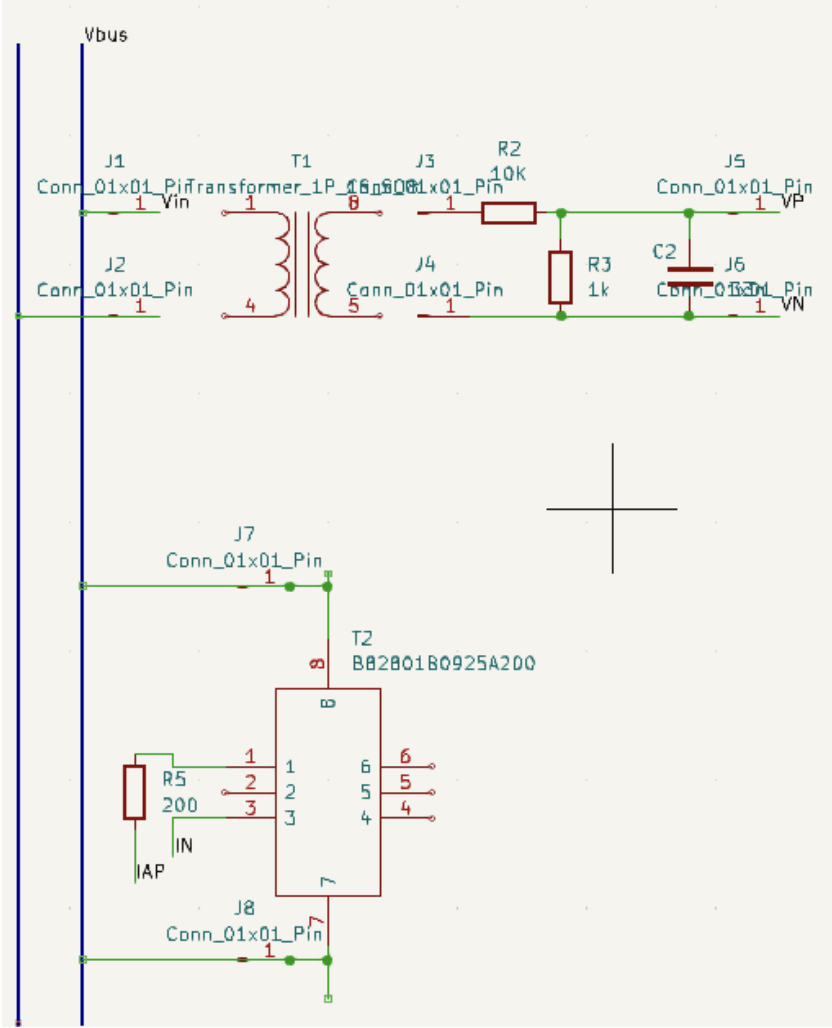 Vbus
J1
T1
J3
R2
J5
Conn_01x01_Pin
Transformer_1P_1S_SO8
Conn_01x01_Pin
10K
Conn_01x01_Pin
1
Vin
1
8
1
1
VP
J2
J4
C2
J6
R3
Conn_01x01_Pin
Conn_01x01_Pin
1k
Conn_01x01_Pin
1
4
5
1
1
VN
J7
Conn_01x01_Pin
1
T2
B82801B0925A200
8
8
1
1
6
6
R5
2
2
5
5
200
3
3
4
4
IN
IAP
7
J8
7
Conn_01x01_Pin
1